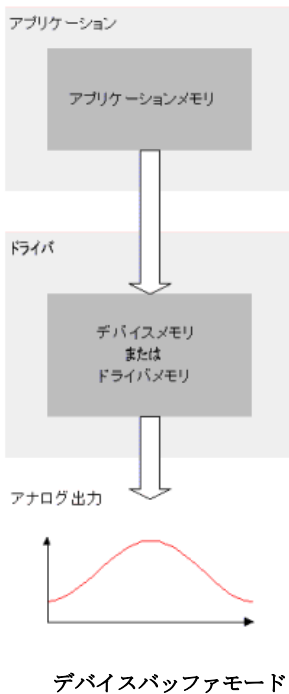 アプリケーション
アプリケーションメモリ
ドライバ
デバイスメモリ
または
ドライバメモリ
アナログ出力
デバイスバッファモード